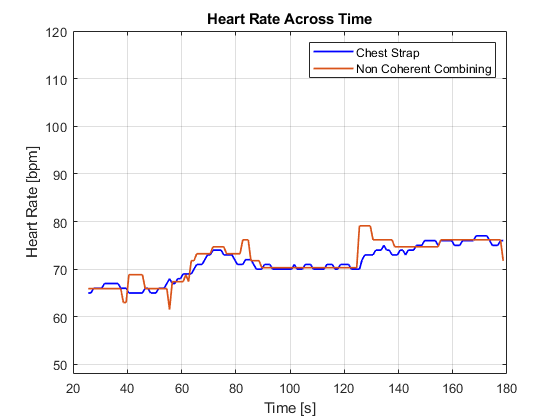 Heart Rate Across Time
Chest Strap
Non Coherent Combining
120
110
100
90
80
70
60
50
Heart Rate [bpm]
20 40 60 80 100 120 140 160 180
Time [s]